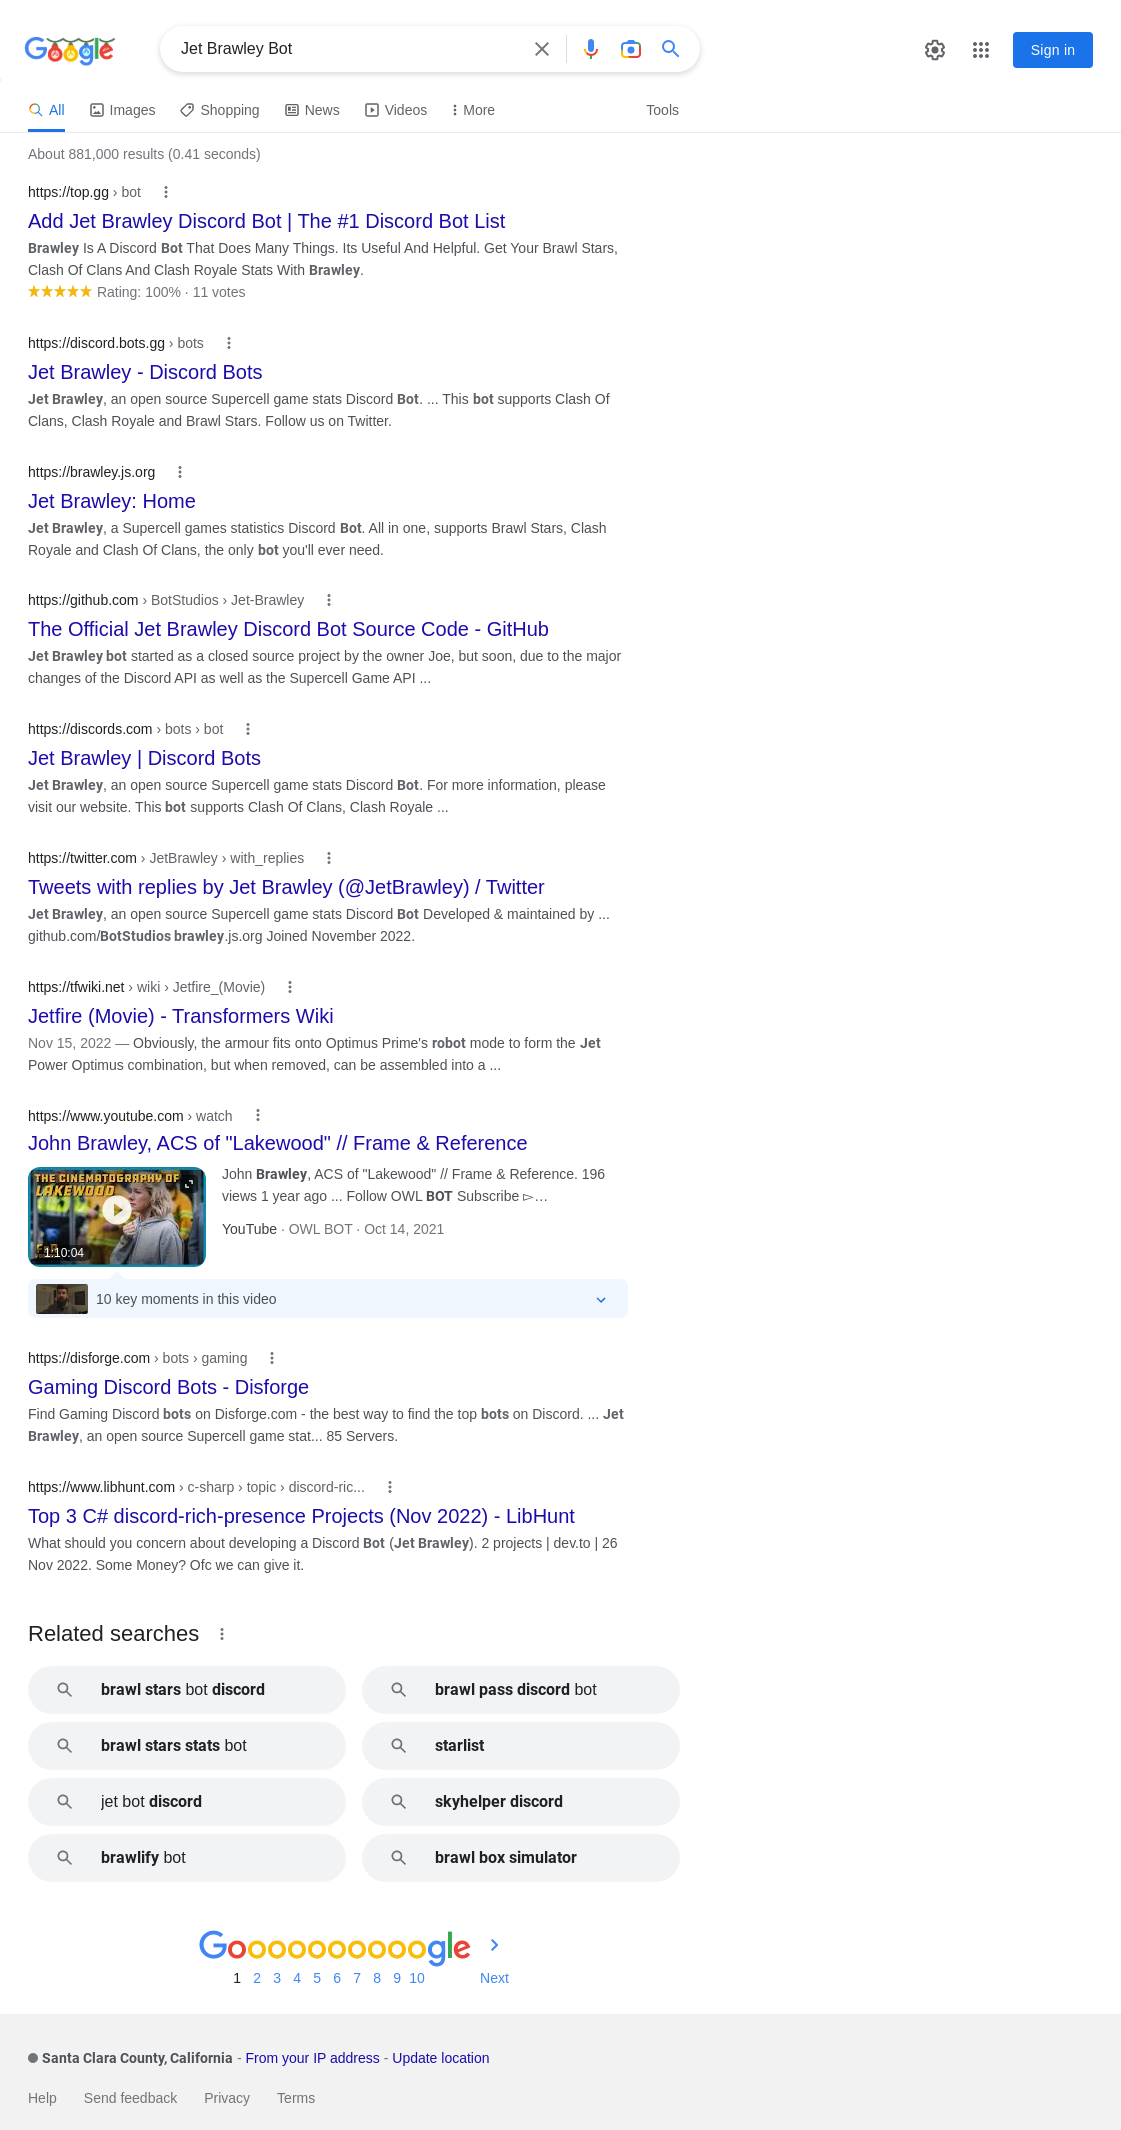 Google
Jet Brawley Bot
Sign in
All
Images
Shopping
News
Videos
More
Tools
About 881,000 results (0.41 seconds)
https://top.gg › bot
Add Jet Brawley Discord Bot | The #1 Discord Bot List
Brawley Is A Discord Bot That Does Many Things. Its Useful And Helpful. Get Your Brawl Stars,
Clash Of Clans And Clash Royale Stats With Brawley.
Rating: 100% · 11 votes
https://discord.bots.gg › bots
Jet Brawley - Discord Bots
Jet Brawley, an open source Supercell game stats Discord Bot. ... This bot supports Clash Of
Clans, Clash Royale and Brawl Stars. Follow us on Twitter.
https://brawley.js.org
Jet Brawley: Home
Jet Brawley, a Supercell games statistics Discord Bot. All in one, supports Brawl Stars, Clash
Royale and Clash Of Clans, the only bot you'll ever need.
https://github.com › BotStudios › Jet-Brawley
The Official Jet Brawley Discord Bot Source Code - GitHub
Jet Brawley bot started as a closed source project by the owner Joe, but soon, due to the major
changes of the Discord API as well as the Supercell Game API ...
https://discords.com › bots › bot
Jet Brawley | Discord Bots
Jet Brawley, an open source Supercell game stats Discord Bot. For more information, please
visit our website. This bot supports Clash Of Clans, Clash Royale ...
https://twitter.com › JetBrawley › with_replies
Tweets with replies by Jet Brawley (@JetBrawley) / Twitter
Jet Brawley, an open source Supercell game stats Discord Bot Developed & maintained by ...
github.com/BotStudios brawley.js.org Joined November 2022.
https://tfwiki.net › wiki › Jetfire_(Movie)
Jetfire (Movie) - Transformers Wiki
Nov 15, 2022 — Obviously, the armour fits onto Optimus Prime's robot mode to form the Jet
Power Optimus combination, but when removed, can be assembled into a ...
https://www.youtube.com › watch
John Brawley, ACS of "Lakewood" // Frame & Reference
THE CINEMATOGRAPHY OF
LAKEWOOD
1:10:04
John Brawley, ACS of "Lakewood" // Frame & Reference. 196
views 1 year ago ... Follow OWL BOT Subscribe ▻…
YouTube · OWL BOT · Oct 14, 2021
10 key moments in this video
https://disforge.com › bots › gaming
Gaming Discord Bots - Disforge
Find Gaming Discord bots on Disforge.com - the best way to find the top bots on Discord. ... Jet
Brawley, an open source Supercell game stat... 85 Servers.
https://www.libhunt.com › c-sharp › topic › discord-ric...
Top 3 C# discord-rich-presence Projects (Nov 2022) - LibHunt
What should you concern about developing a Discord Bot (Jet Brawley). 2 projects | dev.to | 26
Nov 2022. Some Money? Ofc we can give it.
Related searches
brawl stars bot discord
brawl pass discord bot
brawl stars stats bot
starlist
jet bot discord
skyhelper discord
brawlify bot
brawl box simulator
Goooooooooogle
1 2 3 4 5 6 7 8 9 10 Next
Santa Clara County, California - From your IP address - Update location
Help Send feedback Privacy Terms